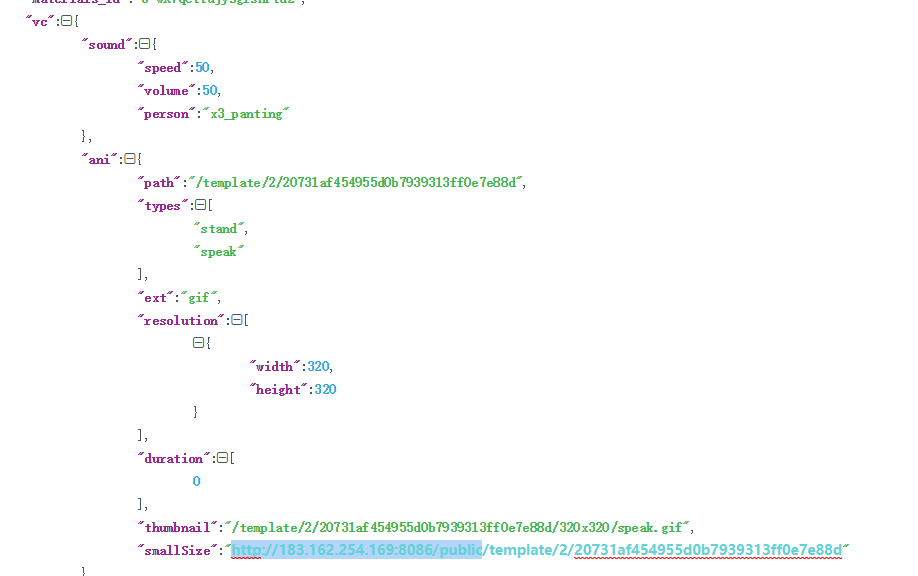 "vc":{
"sound":{
"speed":50,
"volume":50,
"person":"x3_panting"
},
"ani":{
"path":"/template/2/20731af454955d0b7939313ff0e7e88d",
"types":[
"stand",
"speak"
],
"ext":"gif",
"resolution":[
{
"width":320,
"height":320
}
],
"duration":[
0
],
"thumbnail":"/template/2/20731af454955d0b7939313ff0e7e88d/320x320/speak.gif",
"smallSize":"http://183.162.254.169:8086/public/template/2/20731af454955d0b7939313ff0e7e88d"
}